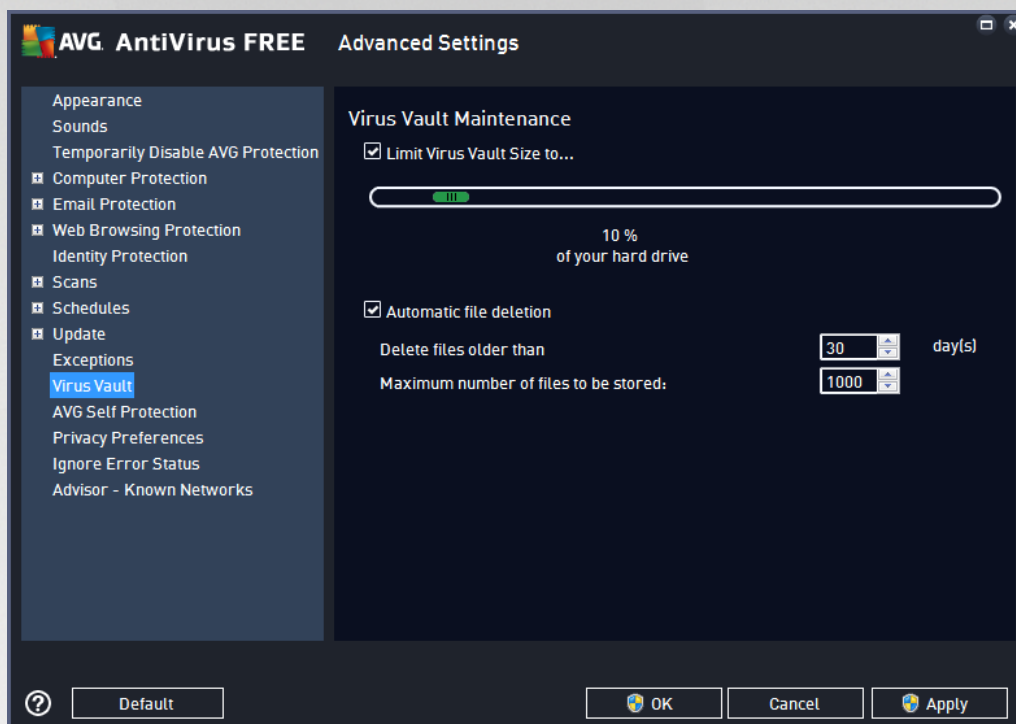 AVG. AntiVirus FREE Advanced Settings
Appearance
Sounds
Temporarily Disable AVG Protection
Computer Protection
Email Protection
Web Browsing Protection
Identity Protection
Scans
Schedules
Update
Exceptions
Virus Vault
AVG Self Protection
Privacy Preferences
Ignore Error Status
Advisor - Known Networks
Virus Vault Maintenance
Limit Virus Vault Size to...
10 %
of your hard drive
Automatic file deletion
Delete files older than 30 day(s)
Maximum number of files to be stored: 1000
? Default OK Cancel Apply